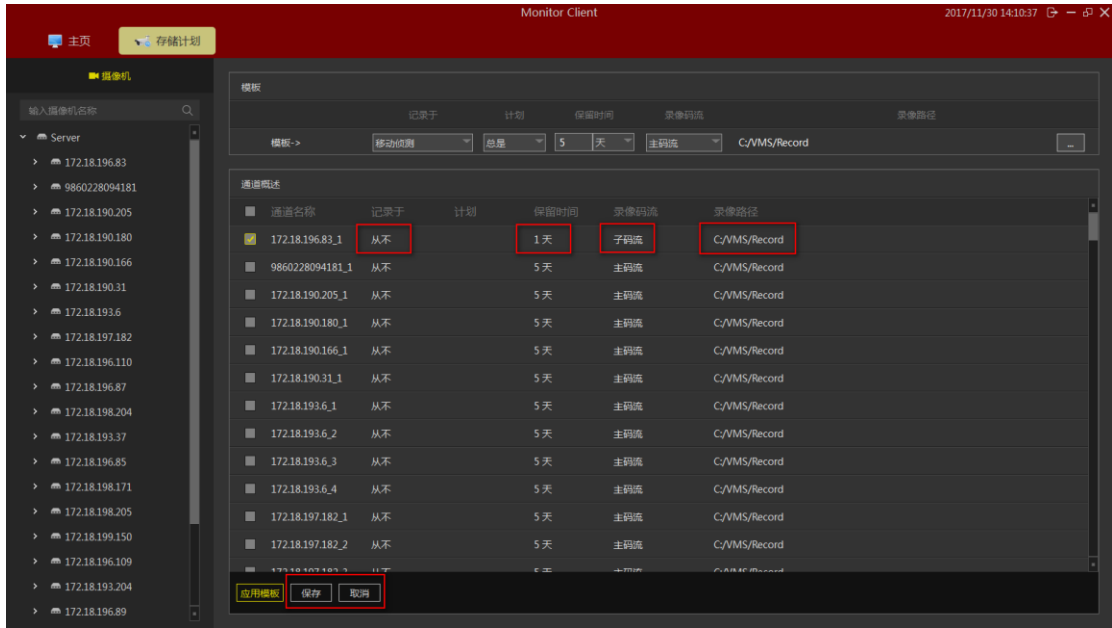 Monitor Client
2017/11/30 14:10:37
主页
存储计划
摄像机
输入摄像机名称
Server
172.18.196.83
9860228094181
172.18.190.205
172.18.190.180
172.18.190.166
172.18.190.31
172.18.193.6
172.18.197.182
172.18.196.110
172.18.196.87
172.18.198.204
172.18.193.37
172.18.196.85
172.18.198.171
172.18.198.205
172.18.199.150
172.18.196.109
172.18.193.204
172.18.196.89
模板
记录于 计划 保留时间 录像码流 录像路径
模板-> 移动侦测 总是 5 天 主码流 C:/VMS/Record ...
通道概述
通道名称 记录于 计划 保留时间 录像码流 录像路径
172.18.196.83_1 从不 1 天 子码流 C:/VMS/Record
9860228094181_1 从不 5 天 主码流 C:/VMS/Record
172.18.190.205_1 从不 5 天 主码流 C:/VMS/Record
172.18.190.180_1 从不 5 天 主码流 C:/VMS/Record
172.18.190.166_1 从不 5 天 主码流 C:/VMS/Record
172.18.190.31_1 从不 5 天 主码流 C:/VMS/Record
172.18.193.6_1 从不 5 天 主码流 C:/VMS/Record
172.18.193.6_2 从不 5 天 主码流 C:/VMS/Record
172.18.193.6_3 从不 5 天 主码流 C:/VMS/Record
172.18.193.6_4 从不 5 天 主码流 C:/VMS/Record
172.18.197.182_1 从不 5 天 主码流 C:/VMS/Record
172.18.197.182_2 从不 5 天 主码流 C:/VMS/Record
应用模板 保存 取消